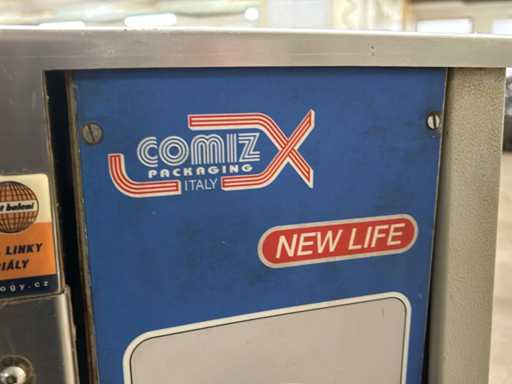 COMIZ
PACKAGING
ITALY
NEW LIFE
balení
LINKY
IÁLY
ogy.cz